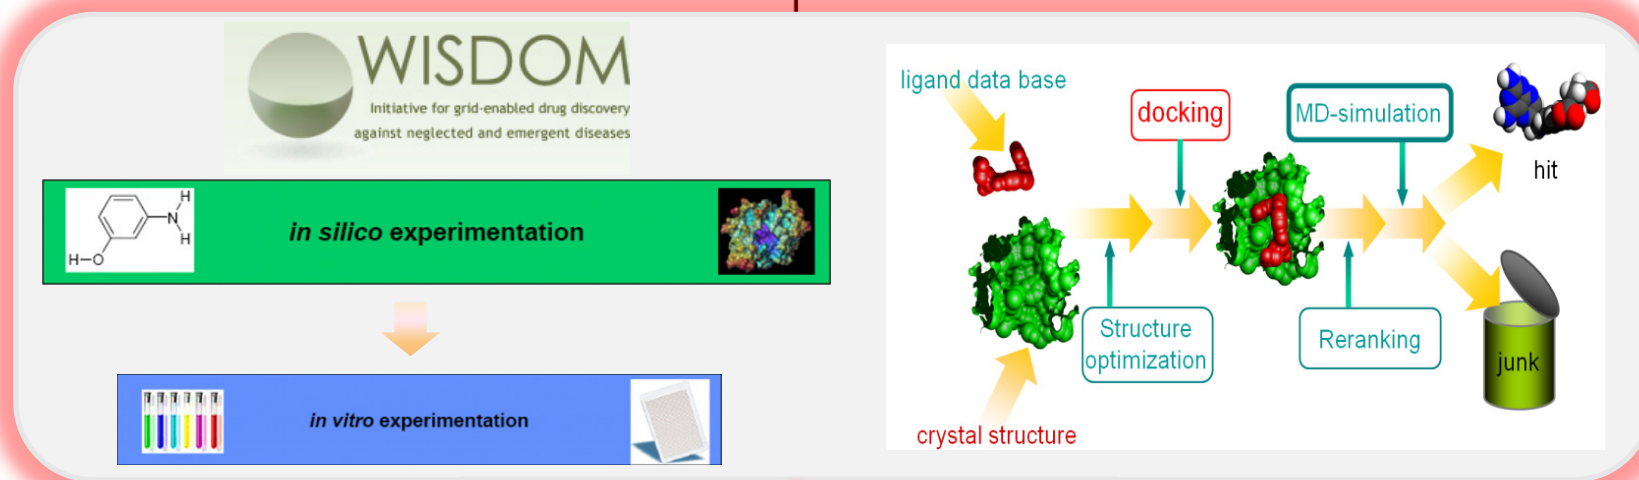 WISDOM
Initiative for grid-enabled drug discovery
against neglected and emergent diseases
H
N
H
H-O
in silico experimentation
in vitro experimentation
ligand data base
docking
MD-simulation
hit
Structure
optimization
Reranking
junk
crystal structure